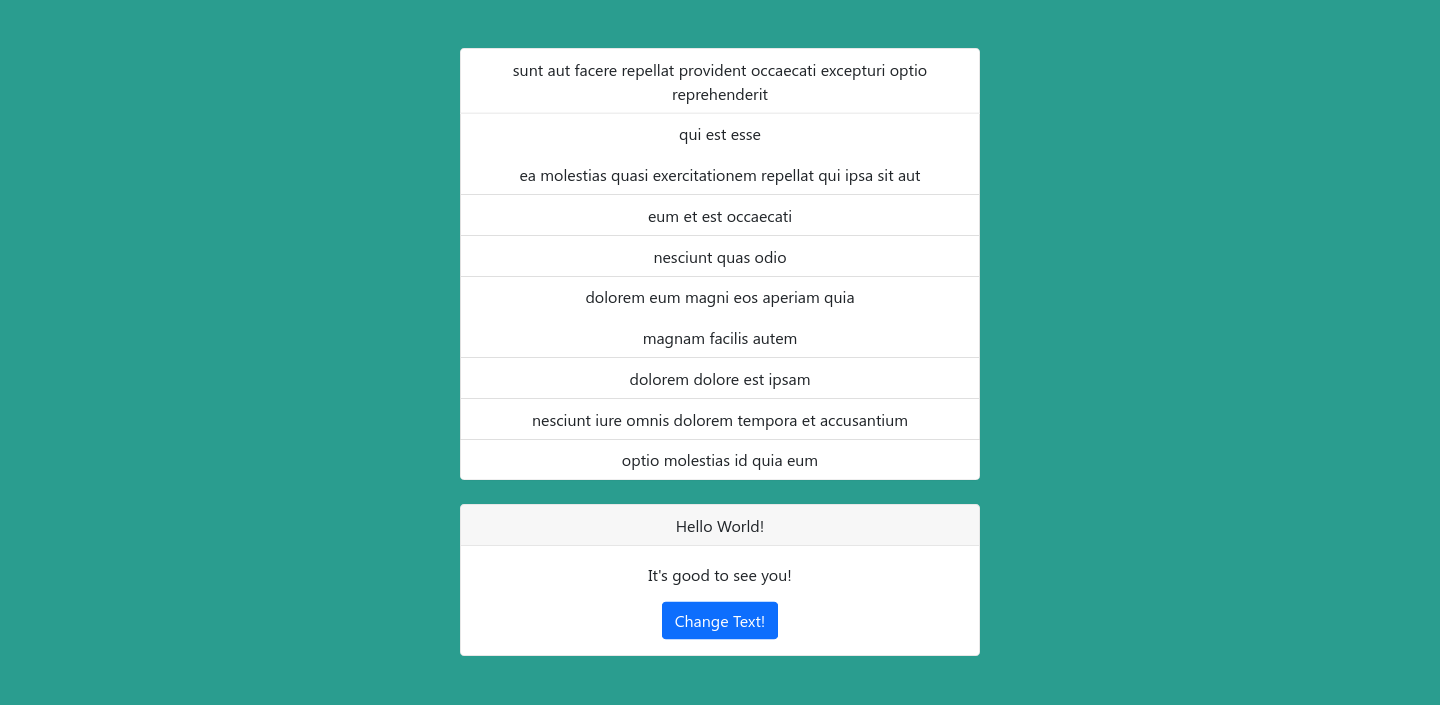 sunt aut facere repellat provident occaecati excepturi optio
reprehenderit
qui est esse
ea molestias quasi exercitationem repellat qui ipsa sit aut
eum et est occaecati
nesciunt quas odio
dolorem eum magni eos aperiam quia
magnam facilis autem
dolorem dolore est ipsam
nesciunt iure omnis dolorem tempora et accusantium
optio molestias id quia eum
Hello World!
It's good to see you!
Change Text!